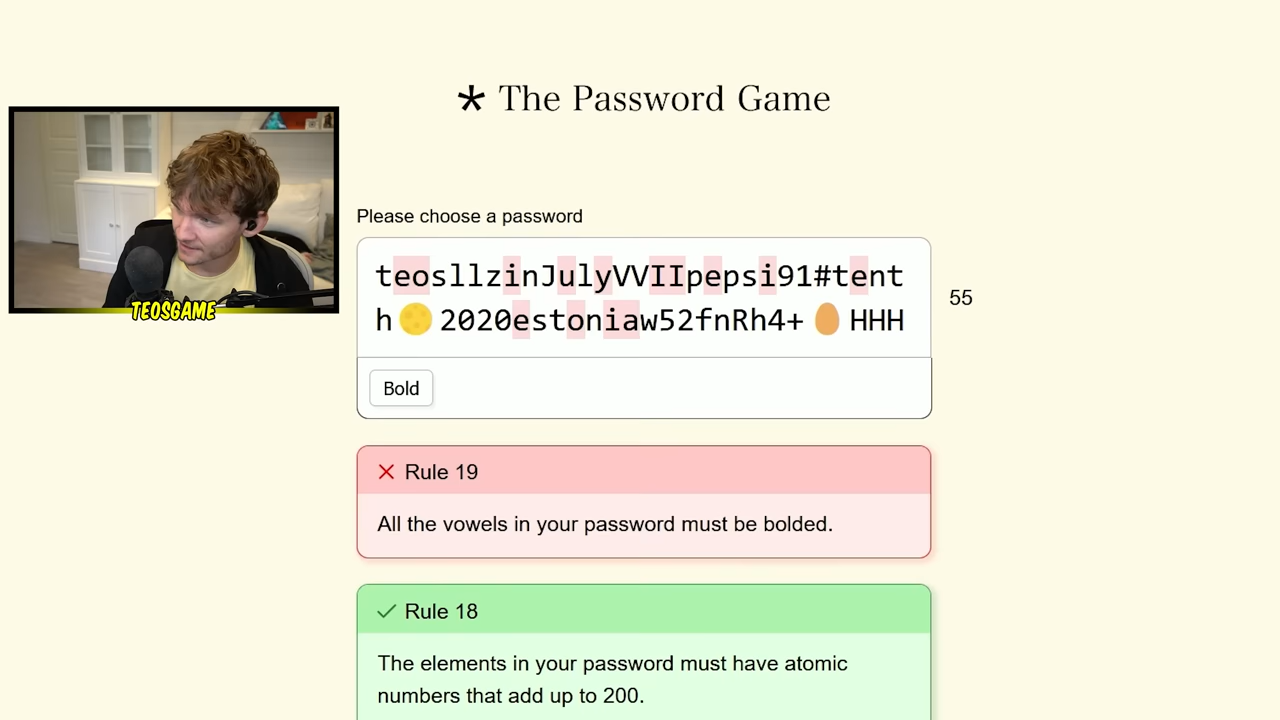 * The Password Game
TEOSGAME
Please choose a password
teosllzinJulyVVIIpepsi91#tent
h🌕2020estoniaw52fnRh4+🥚HHH
55
Bold
Rule 19
All the vowels in your password must be bolded.
Rule 18
The elements in your password must have atomic
numbers that add up to 200.